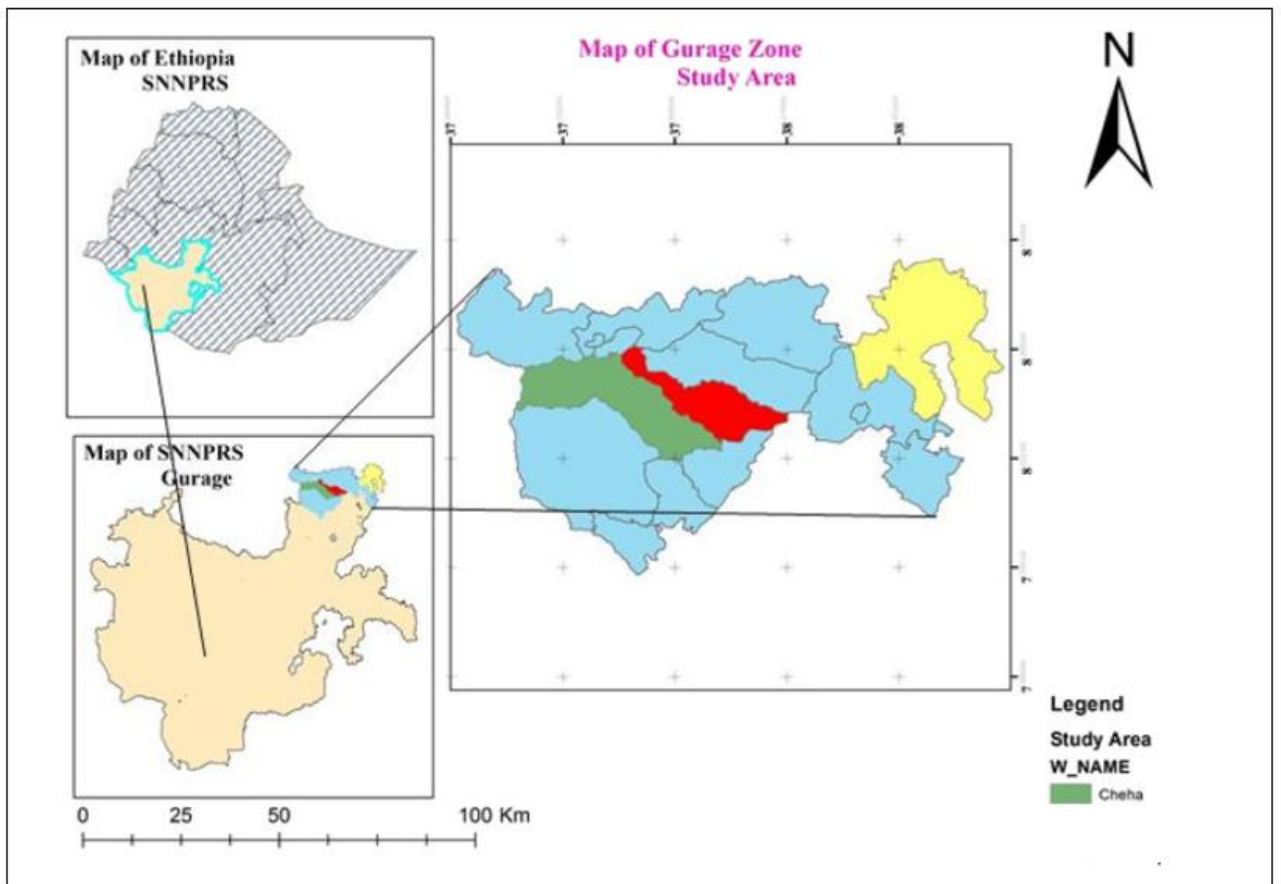 Map of Ethiopia
SNNPRS
Map of Gurage Zone
Study Area
N
37
37
37
38
38
8
8
8
7
7
Map of SNNPRS
Gurage
Legend
Study Area
W_NAME
Cheha
0 25 50 100 Km